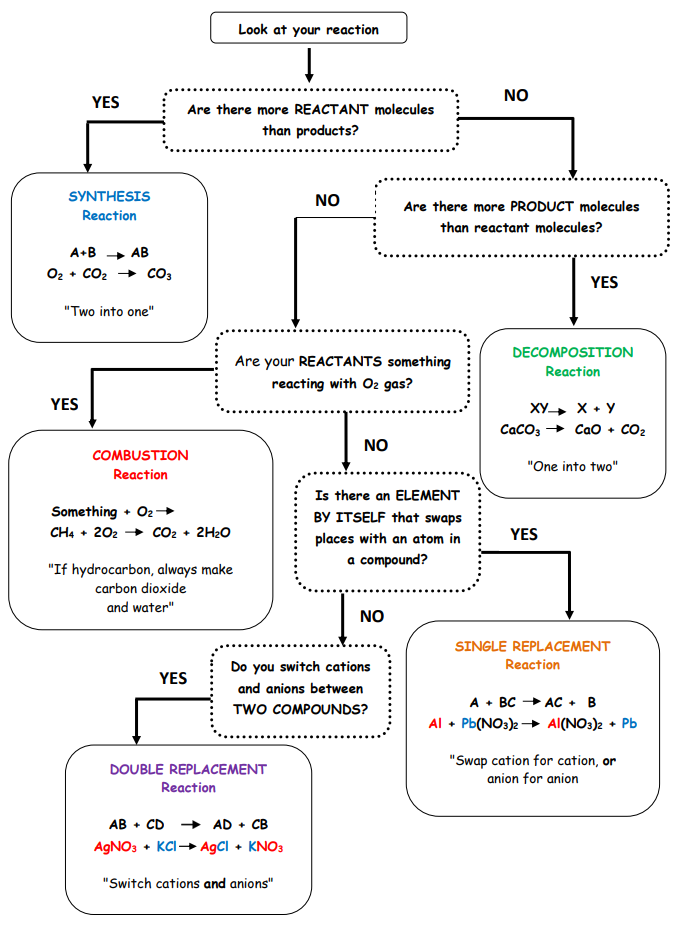 Look at your reaction
YES
Are there more REACTANT molecules
than products?
NO
SYNTHESIS
Reaction
A+B → AB
O₂ + CO₂ → CO₃
"Two into one"
NO
Are there more PRODUCT molecules
than reactant molecules?
YES
Are your REACTANTS something
reacting with O₂ gas?
YES
DECOMPOSITION
Reaction
XY → X + Y
CaCO₃ → CaO + CO₂
"One into two"
COMBUSTION
Reaction
Something + O₂ →
CH₄ + 2O₂ → CO₂ + 2H₂O
"If hydrocarbon, always make
carbon dioxide
and water"
NO
Is there an ELEMENT
BY ITSELF that swaps
places with an atom in
a compound?
YES
NO
SINGLE REPLACEMENT
Reaction
A + BC → AC + B
Al + Pb(NO₃)₂ → Al(NO₃)₂ + Pb
"Swap cation for cation, or
anion for anion
Do you switch cations
and anions between
TWO COMPOUNDS?
YES
DOUBLE REPLACEMENT
Reaction
AB + CD → AD + CB
AgNO₃ + KCl → AgCl + KNO₃
"Switch cations and anions"